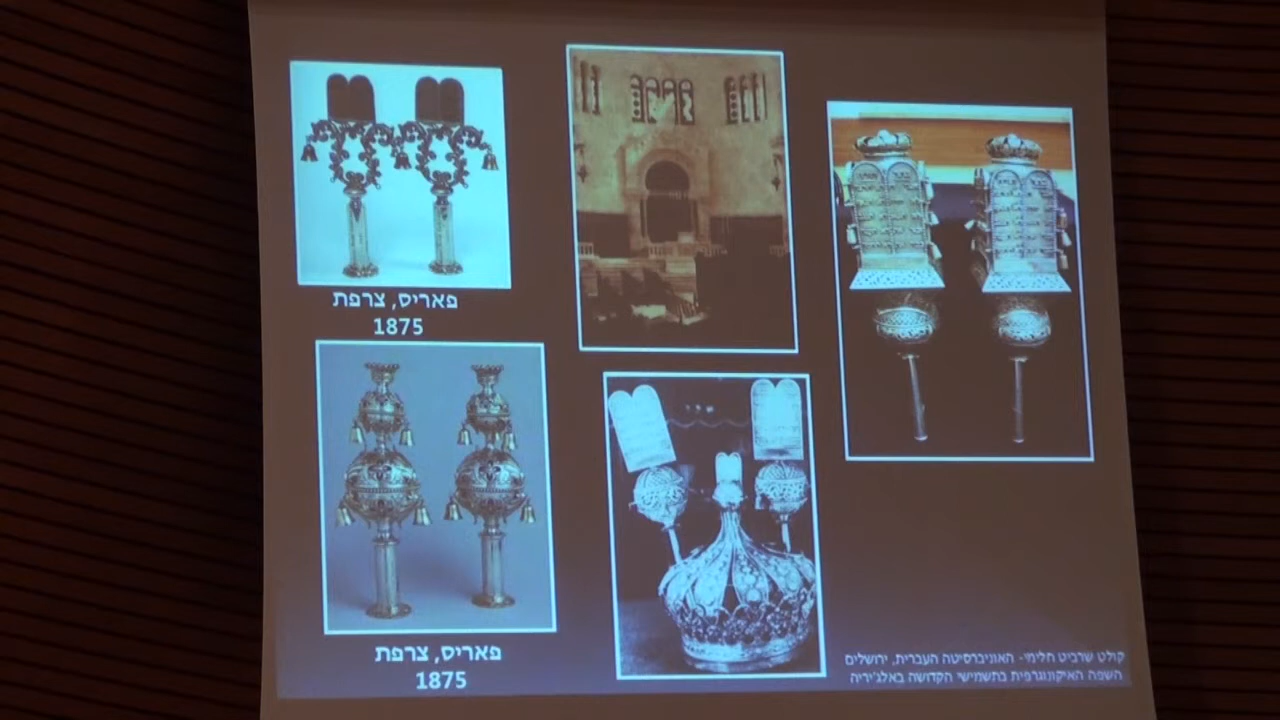 פאריס, צרפת
1875
פאריס, צרפת
1875
קולט שרביט חלימי- האוניברסיטה העברית, ירושלים
השפה האיקונוגרפית בתשמישי הקדושה באלג'יריה